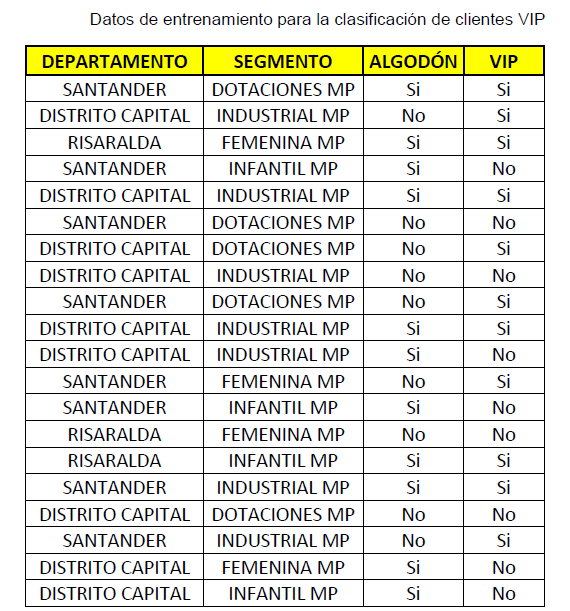 Datos de entrenamiento para la clasificación de clientes VIP
DEPARTAMENTO SEGMENTO ALGODÓN VIP
SANTANDER DOTACIONES MP Si Si
DISTRITO CAPITAL INDUSTRIAL MP No Si
RISARALDA FEMENINA MP Si Si
SANTANDER INFANTIL MP Si No
DISTRITO CAPITAL INDUSTRIAL MP Si Si
SANTANDER DOTACIONES MP No No
DISTRITO CAPITAL DOTACIONES MP No Si
DISTRITO CAPITAL INDUSTRIAL MP No No
SANTANDER DOTACIONES MP No Si
DISTRITO CAPITAL INDUSTRIAL MP Si Si
DISTRITO CAPITAL INDUSTRIAL MP Si No
SANTANDER FEMENINA MP No Si
SANTANDER INFANTIL MP Si No
RISARALDA FEMENINA MP No No
RISARALDA INFANTIL MP Si Si
SANTANDER INDUSTRIAL MP Si Si
DISTRITO CAPITAL DOTACIONES MP No No
SANTANDER INDUSTRIAL MP No Si
DISTRITO CAPITAL FEMENINA MP Si No
DISTRITO CAPITAL INFANTIL MP Si No